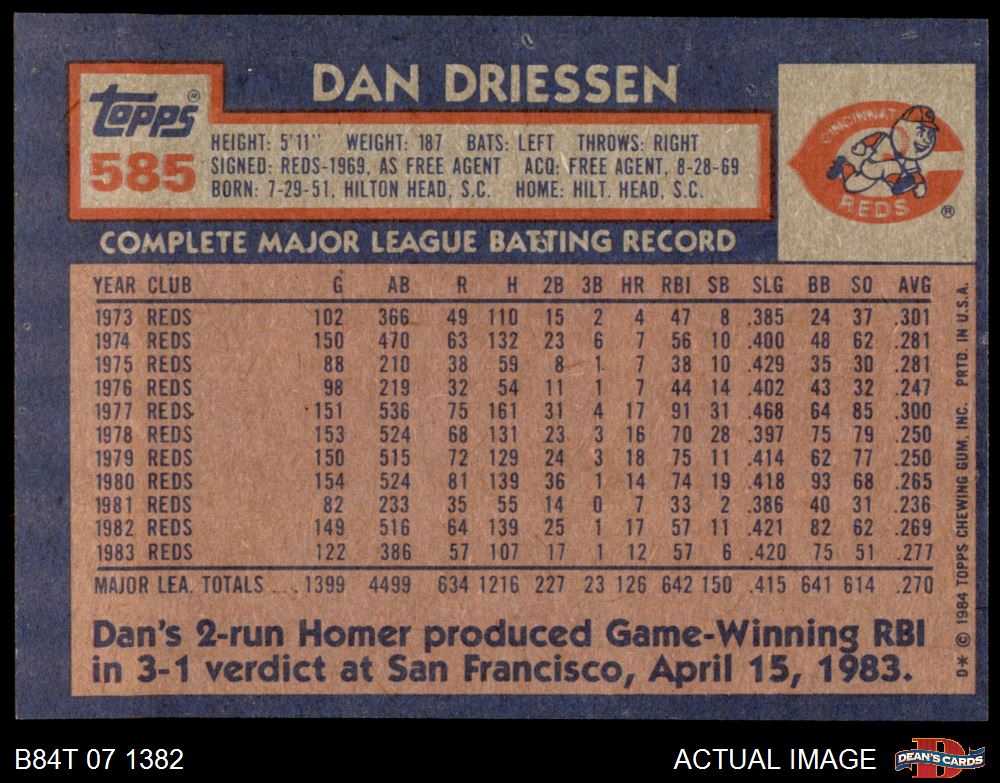 DAN DRIESSEN
Topps®
585
HEIGHT: 5'11" WEIGHT: 187 BATS: LEFT THROWS: RIGHT
SIGNED: REDS-1969, AS FREE AGENT ACQ: FREE AGENT, 8-28-69
BORN: 7-29-51, HILTON HEAD, S.C. HOME: HILT. HEAD, S.C.
CINCINNATI
REDS
®
COMPLETE MAJOR LEAGUE BATTING RECORD
YEAR CLUB G AB R H 2B 3B HR RBI SB SLG BB SO AVG
1973 REDS 102 366 49 110 15 2 4 47 8 .385 24 37 .301
1974 REDS 150 470 63 132 23 6 7 56 10 .400 48 62 .281
1975 REDS 88 210 38 59 8 1 7 38 10 .429 35 30 .281
1976 REDS 98 219 32 54 11 1 7 44 14 .402 43 32 .247
1977 REDS 151 536 75 161 31 4 17 91 31 .468 64 85 .300
1978 REDS 153 524 68 131 23 3 16 70 28 .397 75 79 .250
1979 REDS 150 515 72 129 24 3 18 75 11 .414 62 77 .250
1980 REDS 154 524 81 139 36 1 14 74 19 .418 93 68 .265
1981 REDS 82 233 35 55 14 0 7 33 2 .386 40 31 .236
1982 REDS 149 516 64 139 25 1 17 57 11 .421 82 62 .269
1983 REDS 122 386 57 107 17 1 12 57 6 .420 75 51 .277
MAJOR LEA. TOTALS .... 1399 4499 634 1216 227 23 126 642 150 .415 641 614 .270
Dan's 2-run Homer produced Game-Winning RBI
in 3-1 verdict at San Francisco, April 15, 1983.
D* © 1984 TOPPS CHEWING GUM, INC. PRTD. IN U.S.A.
B84T 07 1382
ACTUAL IMAGE
D
DEAN'S CARDS